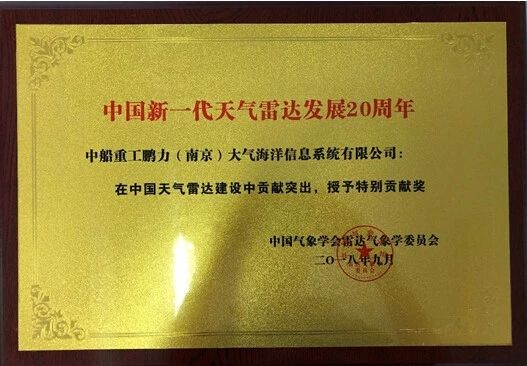 中国新一代天气雷达发展20周年
中船重工鹏力（南京）大气海洋信息系统有限公司：
在中国天气雷达建设中贡献突出，授予特别贡献奖
中国气象学会雷达气象学委员会
二〇一八年九月